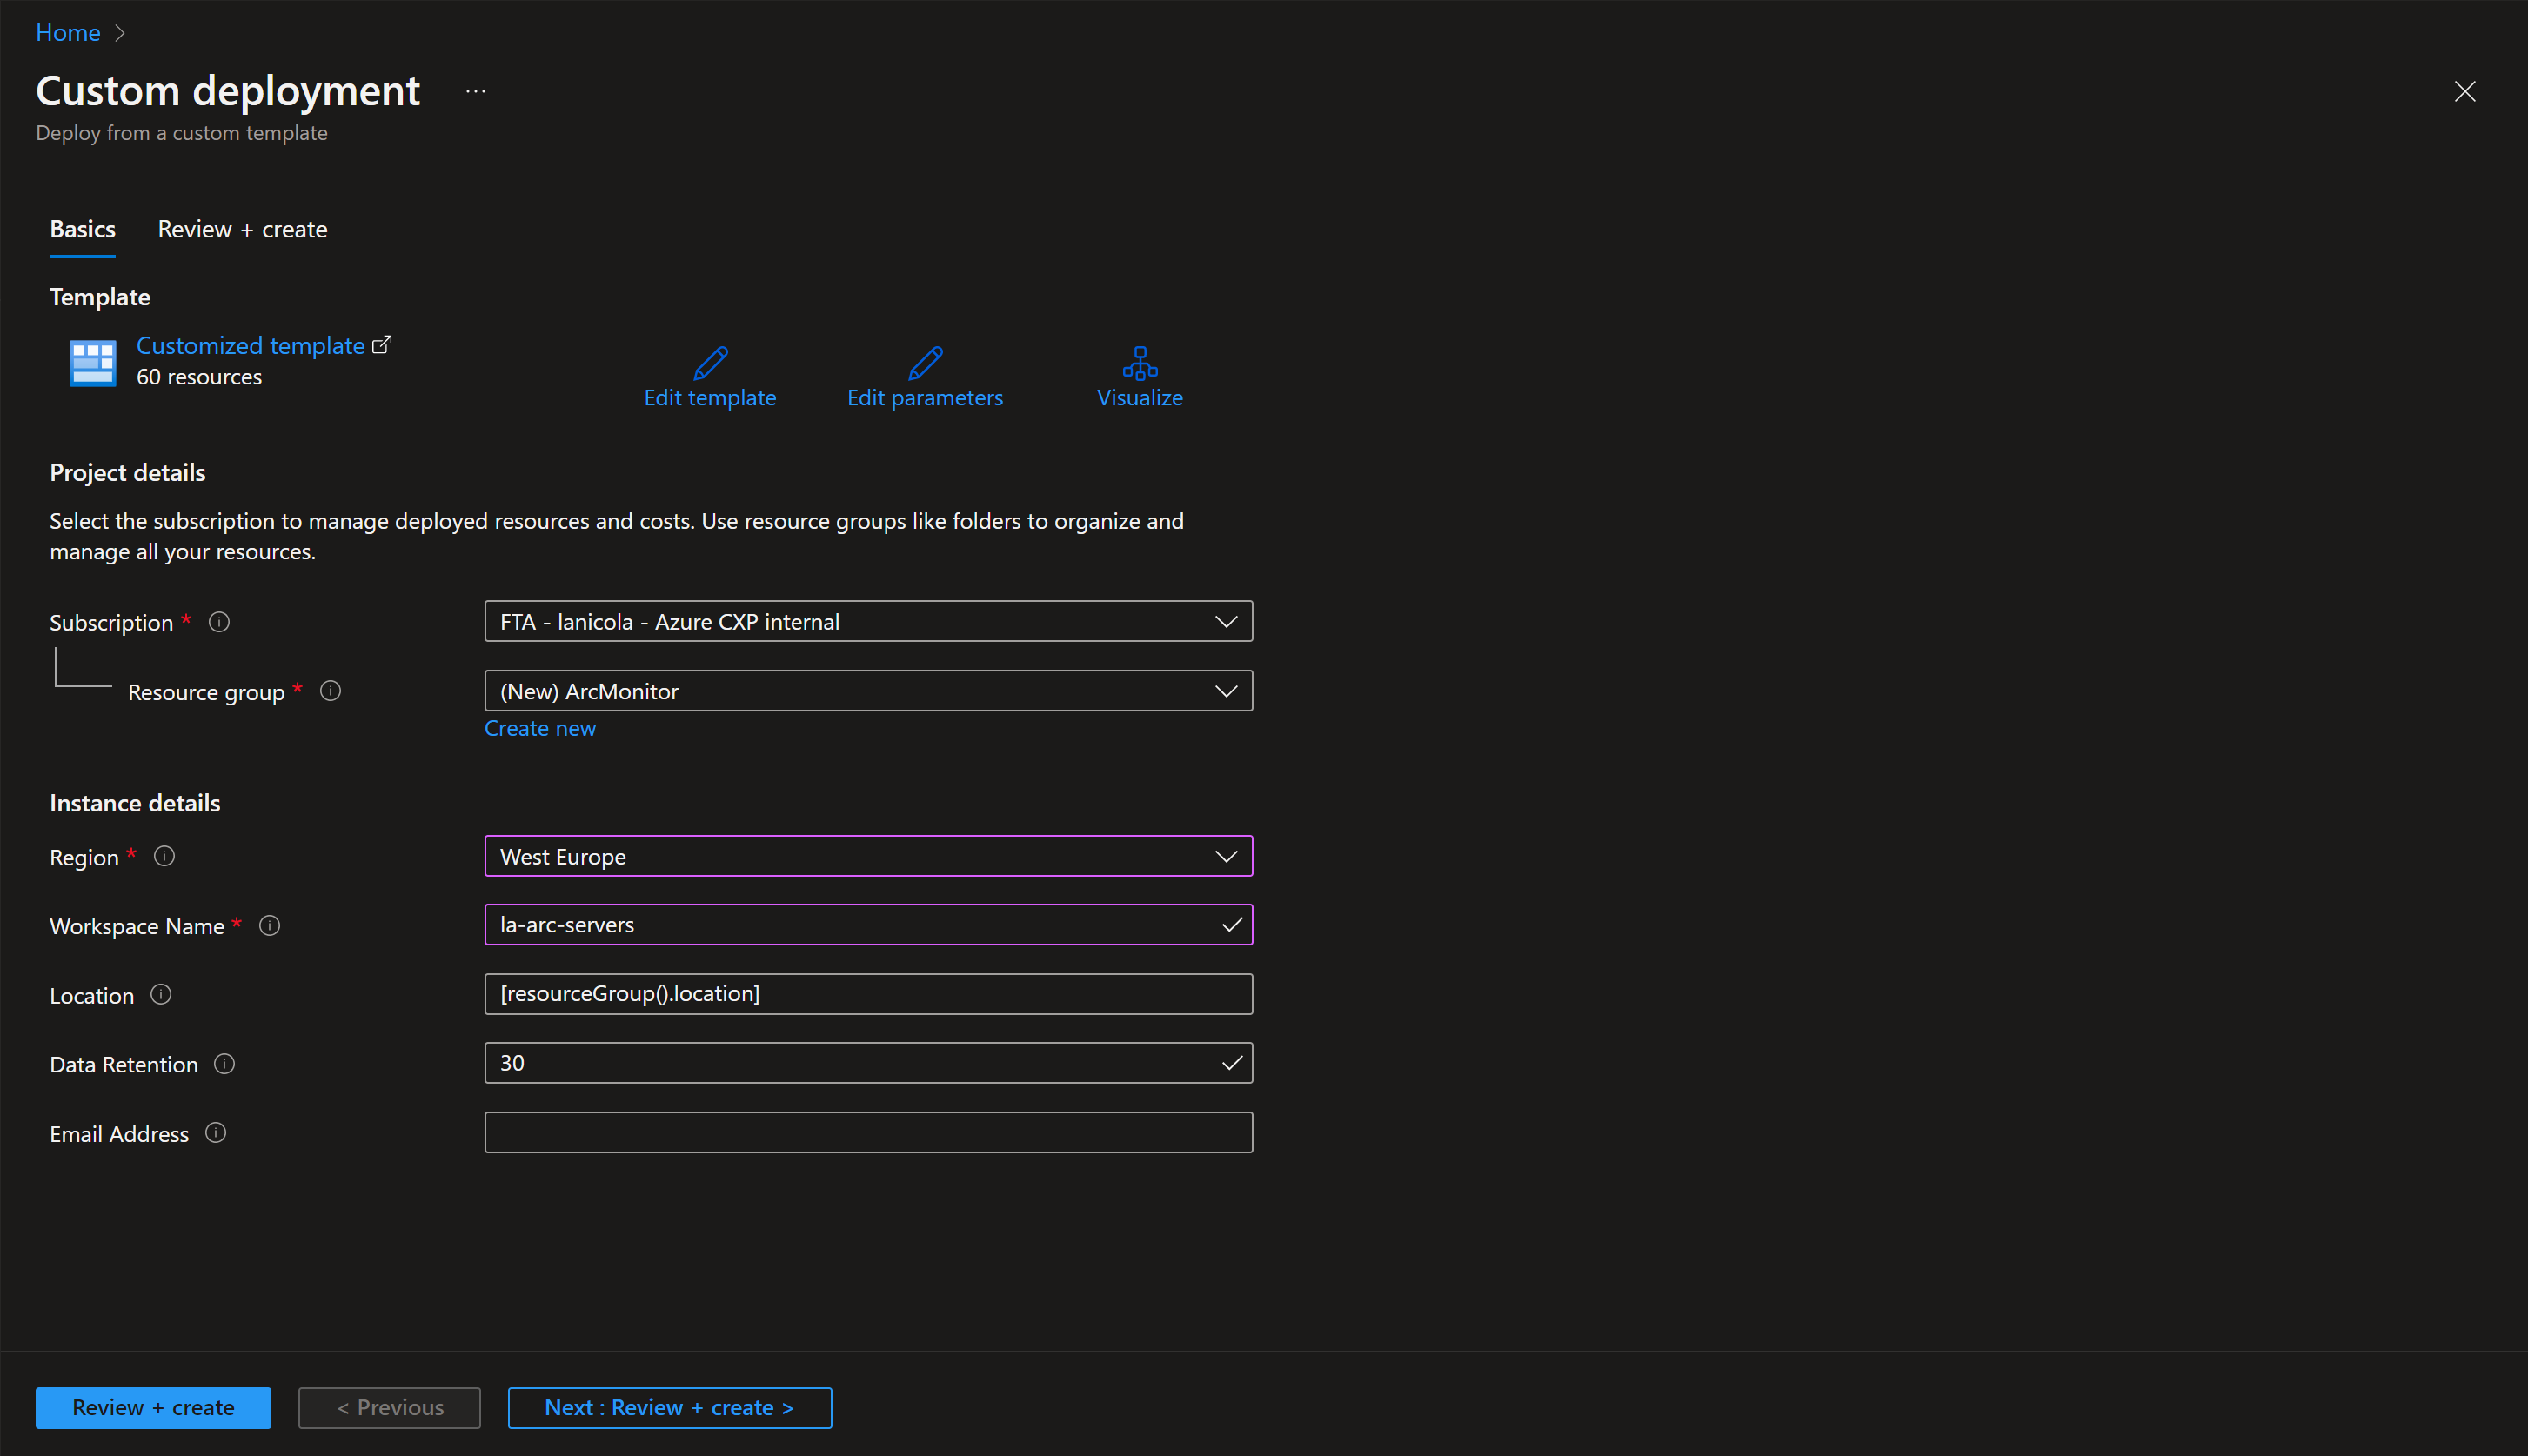 Home
Custom deployment
...
Deploy from a custom template
Basics
Review + create
Template
Customized template
60 resources
Edit template
Edit parameters
Visualize
Project details
Select the subscription to manage deployed resources and costs. Use resource groups like folders to organize and
manage all your resources.
Subscription *
FTA - lanicola - Azure CXP internal
Resource group *
(New) ArcMonitor
Create new
Instance details
Region *
West Europe
Workspace Name *
la-arc-servers
Location
[resourceGroup().location]
Data Retention
30
Email Address
Review + create
< Previous
Next : Review + create >